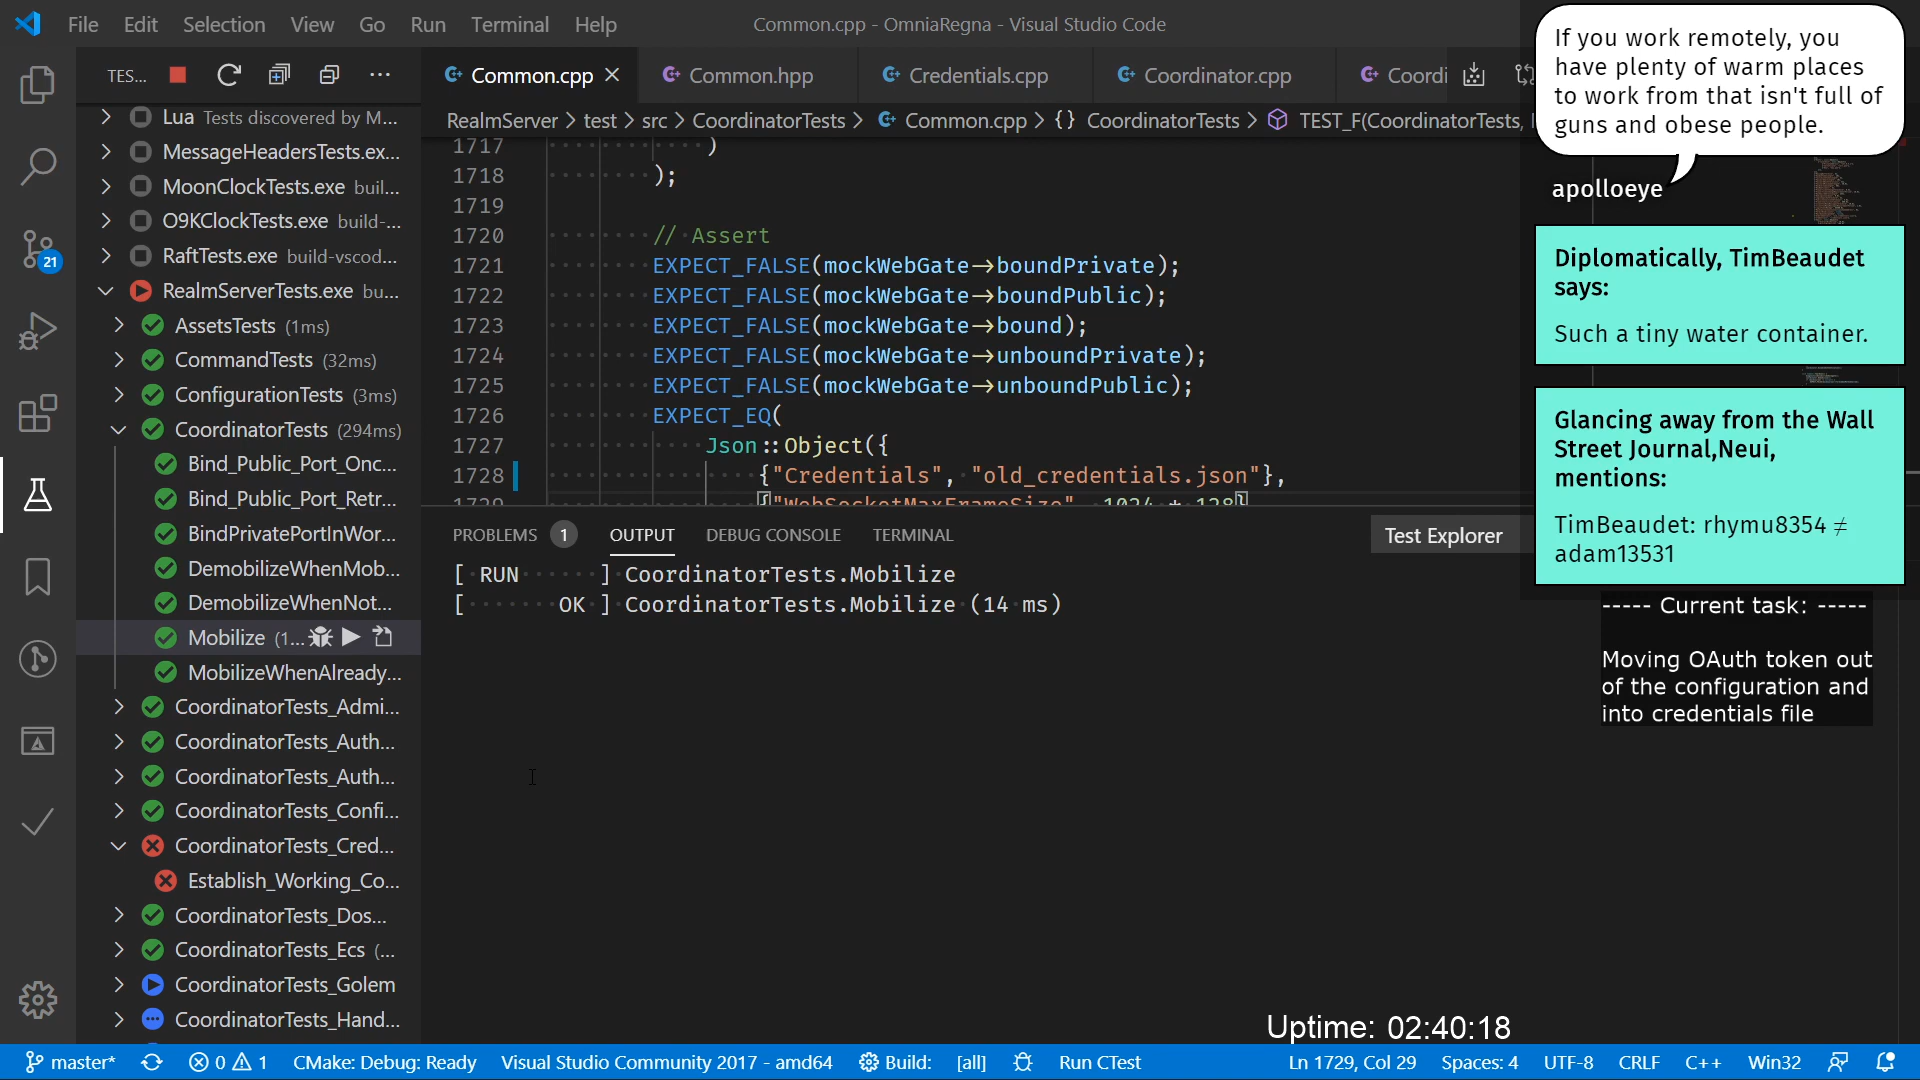 File Edit Selection View Go Run Terminal Help
Common.cpp - OmniaRegna - Visual Studio Code
TES...
Common.cpp
Common.hpp
Credentials.cpp
Coordinator.cpp
Coordi
RealmServer > test > src > CoordinatorTests > Common.cpp > {} CoordinatorTests > TEST_F(CoordinatorTests,
Lua Tests discovered by M...
MessageHeadersTests.ex...
MoonClockTests.exe buil...
O9KClockTests.exe build-...
RaftTests.exe build-vscod...
RealmServerTests.exe bu...
AssetsTests (1ms)
CommandTests (32ms)
ConfigurationTests (3ms)
CoordinatorTests (294ms)
Bind_Public_Port_Onc...
Bind_Public_Port_Retr...
BindPrivatePortInWor...
DemobilizeWhenMob...
DemobilizeWhenNot...
Mobilize (1...
MobilizeWhenAlready...
CoordinatorTests_Admi...
CoordinatorTests_Auth...
CoordinatorTests_Auth...
CoordinatorTests_Confi...
CoordinatorTests_Cred...
Establish_Working_Co...
CoordinatorTests_Dos...
CoordinatorTests_Ecs (...
CoordinatorTests_Golem
CoordinatorTests_Hand...
21
1717 )
1718 );
1719
1720 // Assert
1721 EXPECT_FALSE(mockWebGate->boundPrivate);
1722 EXPECT_FALSE(mockWebGate->boundPublic);
1723 EXPECT_FALSE(mockWebGate->bound);
1724 EXPECT_FALSE(mockWebGate->unboundPrivate);
1725 EXPECT_FALSE(mockWebGate->unboundPublic);
1726 EXPECT_EQ(
1727 Json::Object({
1728 {"Credentials", "old_credentials.json"},
1729 {"WebSocketMaxFrameSize", 1024 * 128}
PROBLEMS 1 OUTPUT DEBUG CONSOLE TERMINAL
Test Explorer
[ RUN      ] CoordinatorTests.Mobilize
[       OK ] CoordinatorTests.Mobilize (14 ms)
If you work remotely, you
have plenty of warm places
to work from that isn't full of
guns and obese people.
apolloeye
Diplomatically, TimBeaudet
says:
Such a tiny water container.
Glancing away from the Wall
Street Journal,Neui,
mentions:
TimBeaudet: rhymu8354 ≠
adam13531
----- Current task: -----
Moving OAuth token out
of the configuration and
into credentials file
Uptime: 02:40:18
master* 0 1 CMake: Debug: Ready Visual Studio Community 2017 - amd64 Build: [all] Run CTest Ln 1729, Col 29 Spaces: 4 UTF-8 CRLF C++ Win32